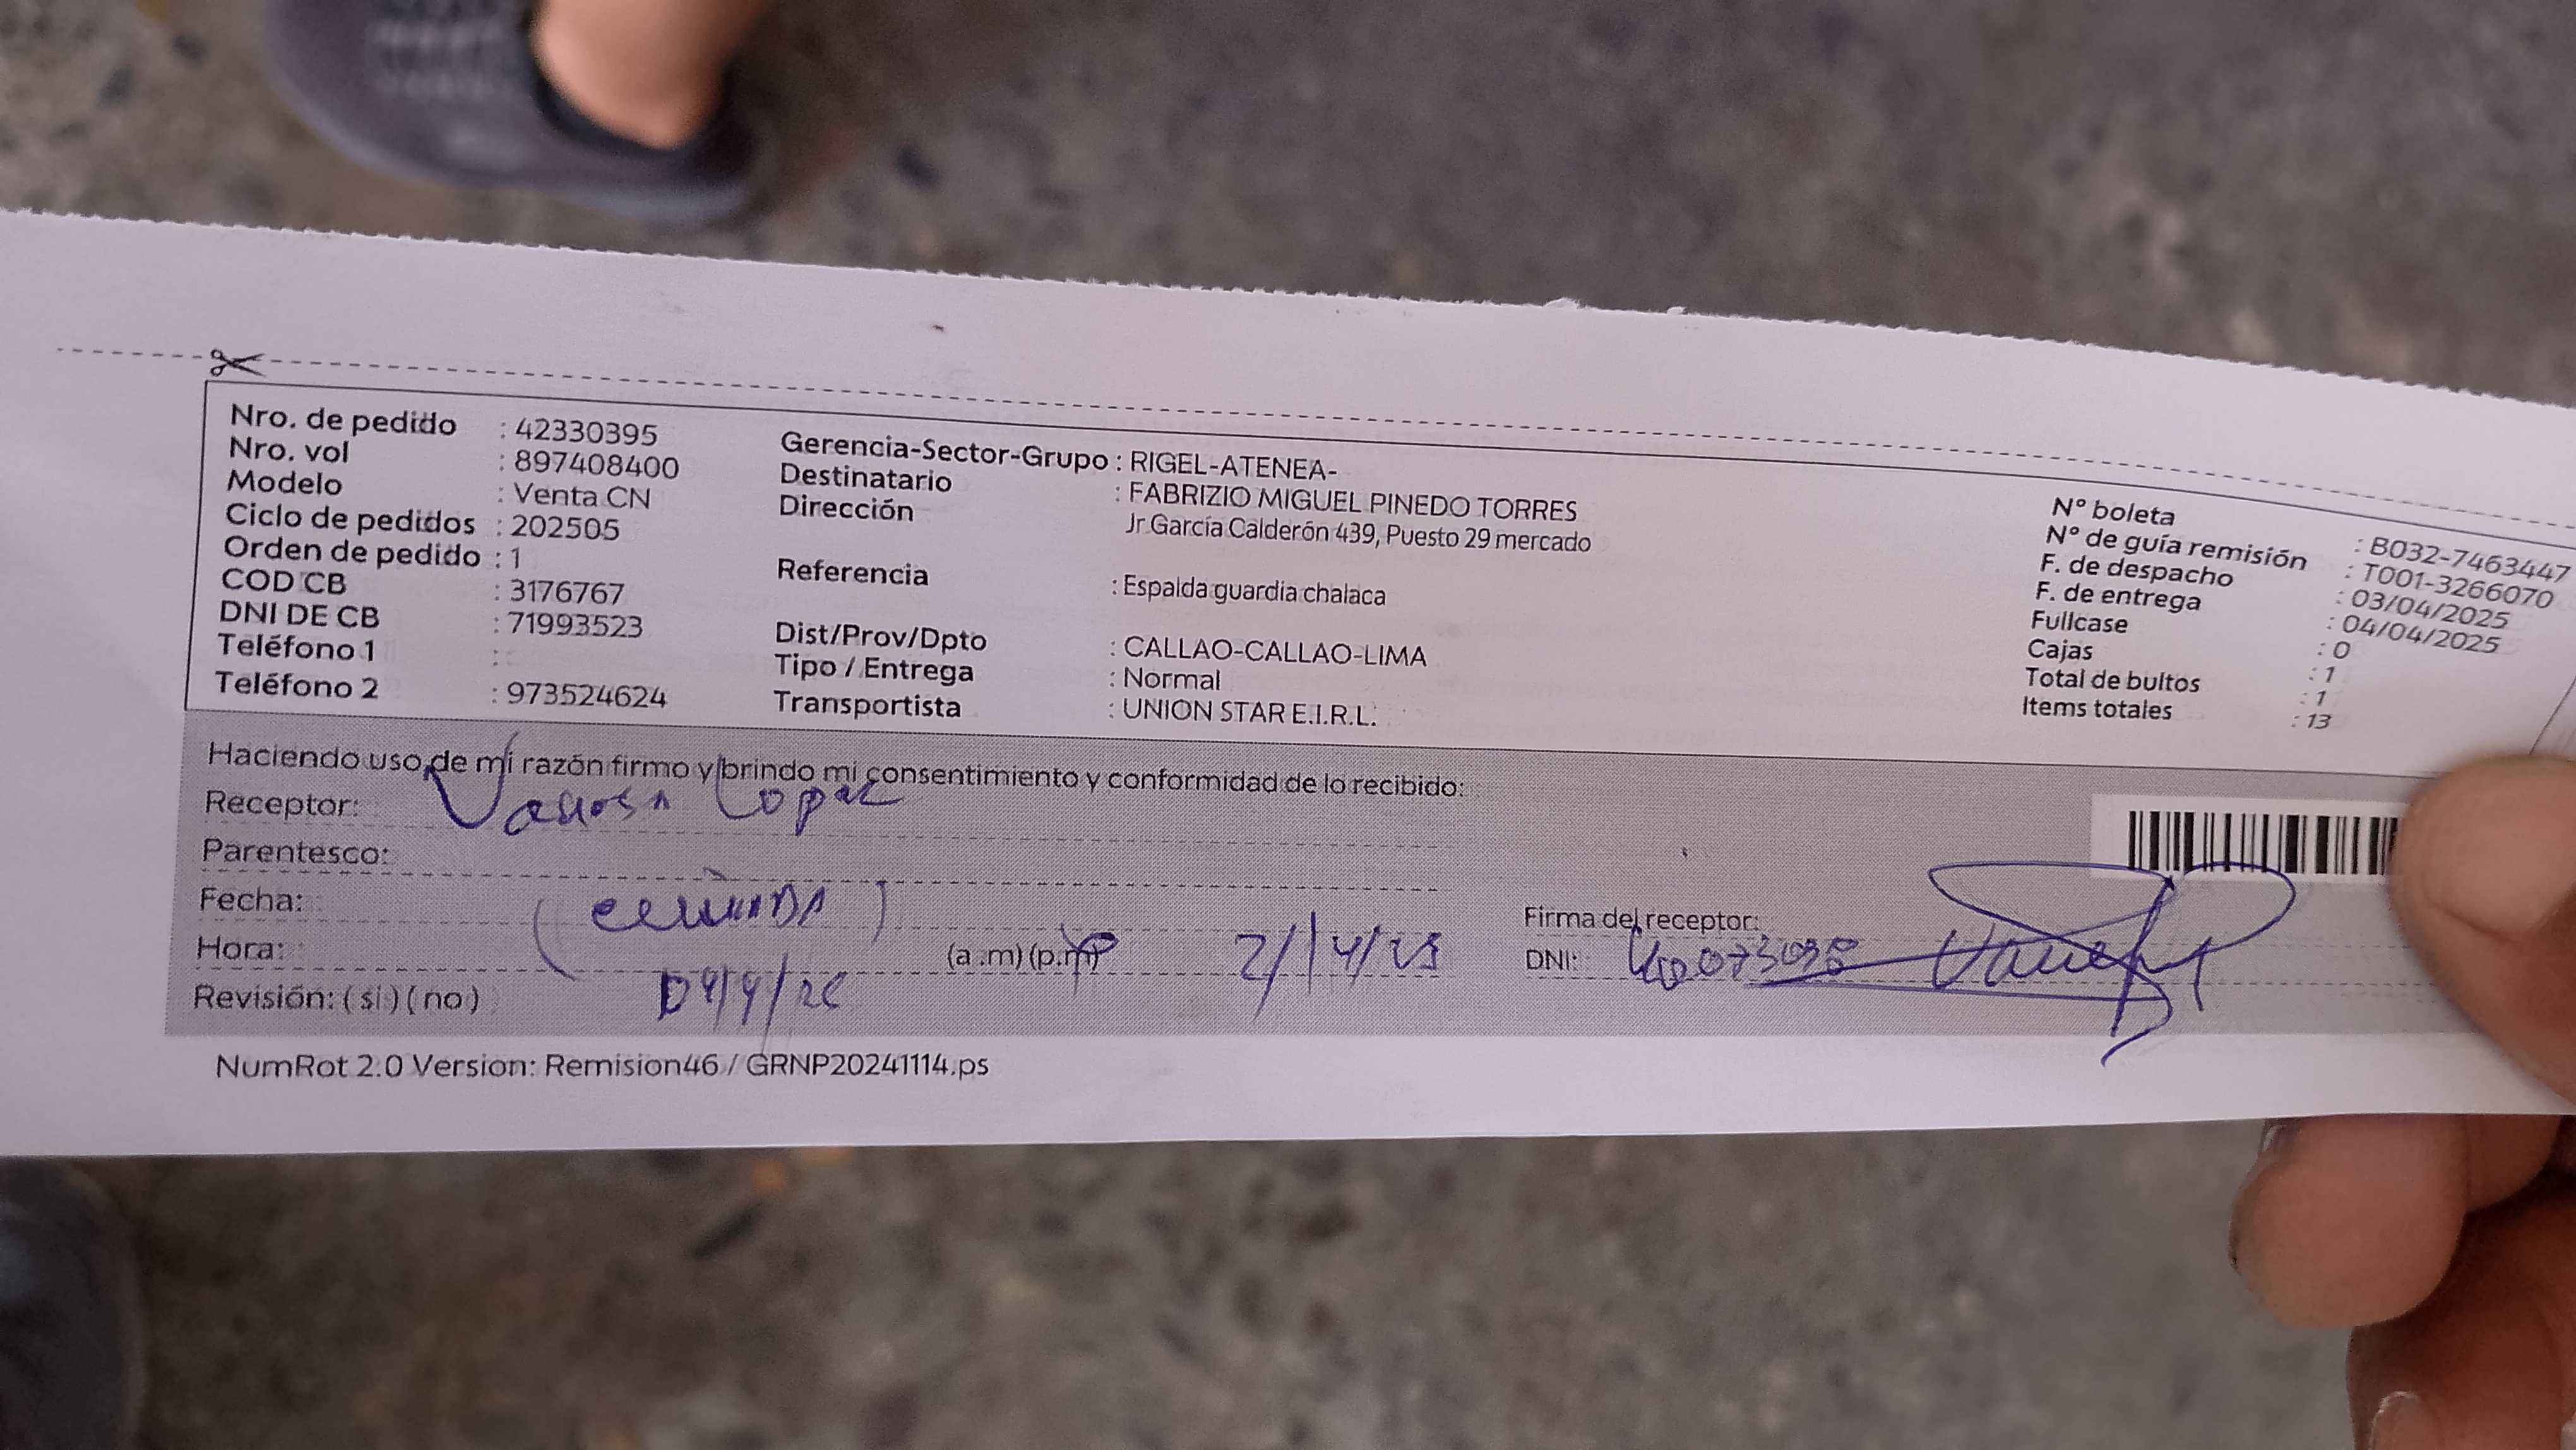 Nro. de pedido : 42330395
Nro. vol : 897408400
Modelo : Venta CN
Ciclo de pedidos : 202505
Orden de pedido : 1
COD CB : 3176767
DNI DE CB : 71993523
Teléfono 1 :
Teléfono 2 : 973524624
Gerencia-Sector-Grupo : RIGEL-ATENEA-
Destinatario : FABRIZIO MIGUEL PINEDO TORRES
Dirección Jr García Calderón 439, Puesto 29 mercado
Referencia : Espalda guardia chalaca
Dist/Prov/Dpto : CALLAO-CALLAO-LIMA
Tipo / Entrega : Normal
Transportista : UNION STAR E.I.R.L.
N° boleta : B032-7463447
N° de guía remisión : T001-3266070
F. de despacho : 03/04/2025
F. de entrega : 04/04/2025
Fullcase : 0
Cajas : 1
Total de bultos : 1
Items totales : 13
Haciendo uso de mi razón firmo y brindo mi consentimiento y conformidad de lo recibido:
Receptor:
Parentesco:
Fecha:
Hora: (a.m) (p.m)
Revisión: ( si ) ( no )
Firma del receptor:
DNI:
NumRot 2.0 Version: Remision46 / GRNP20241114.ps